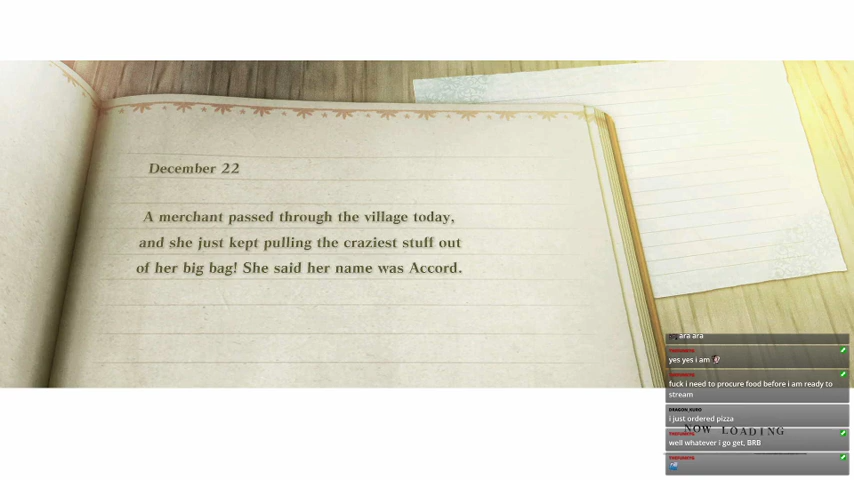 December 22
A merchant passed through the village today,
and she just kept pulling the craziest stuff out
of her big bag! She said her name was Accord.
ara ara
yes yes i am
fuck i need to procure food before i am ready to
stream
DRAGON_KURO
i just ordered pizza
NOW LOADING
well whatever i go get, BRB